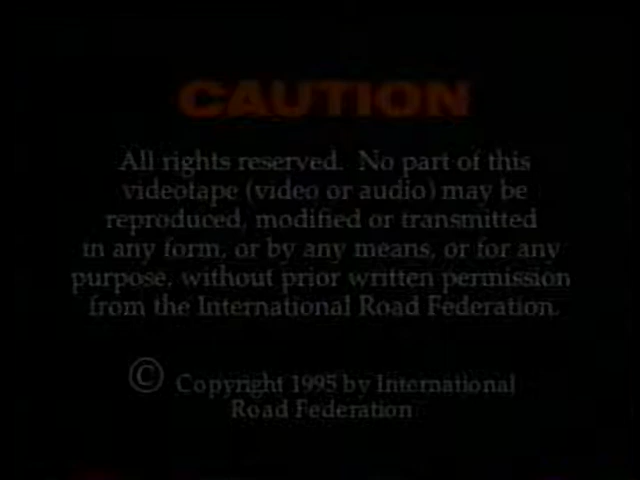 CAUTION
All rights reserved. No part of this
videotape (video or audio) may be
reproduced, modified or transmitted
in any form, or by any means, or for any
purpose, without prior written permission
from the International Road Federation.
© Copyright 1995 by International
Road Federation